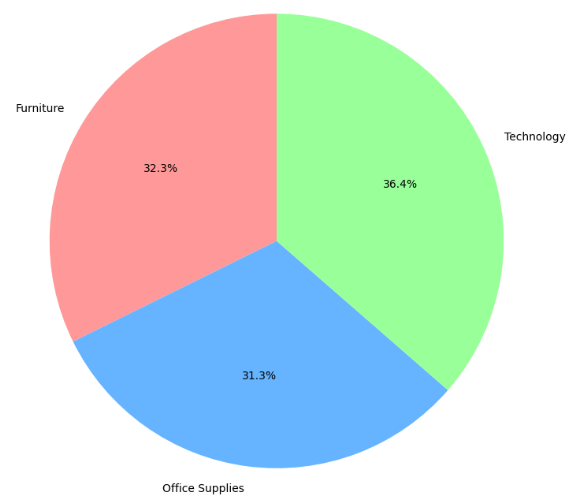 Furniture
Technology
32.3%
36.4%
31.3%
Office Supplies